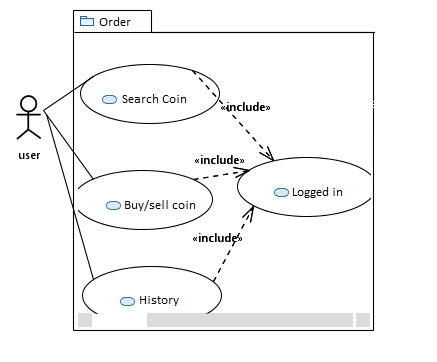 Order
Search Coin
«include»
«include»
user
Logged in
Buy/sell coin
«include»
History